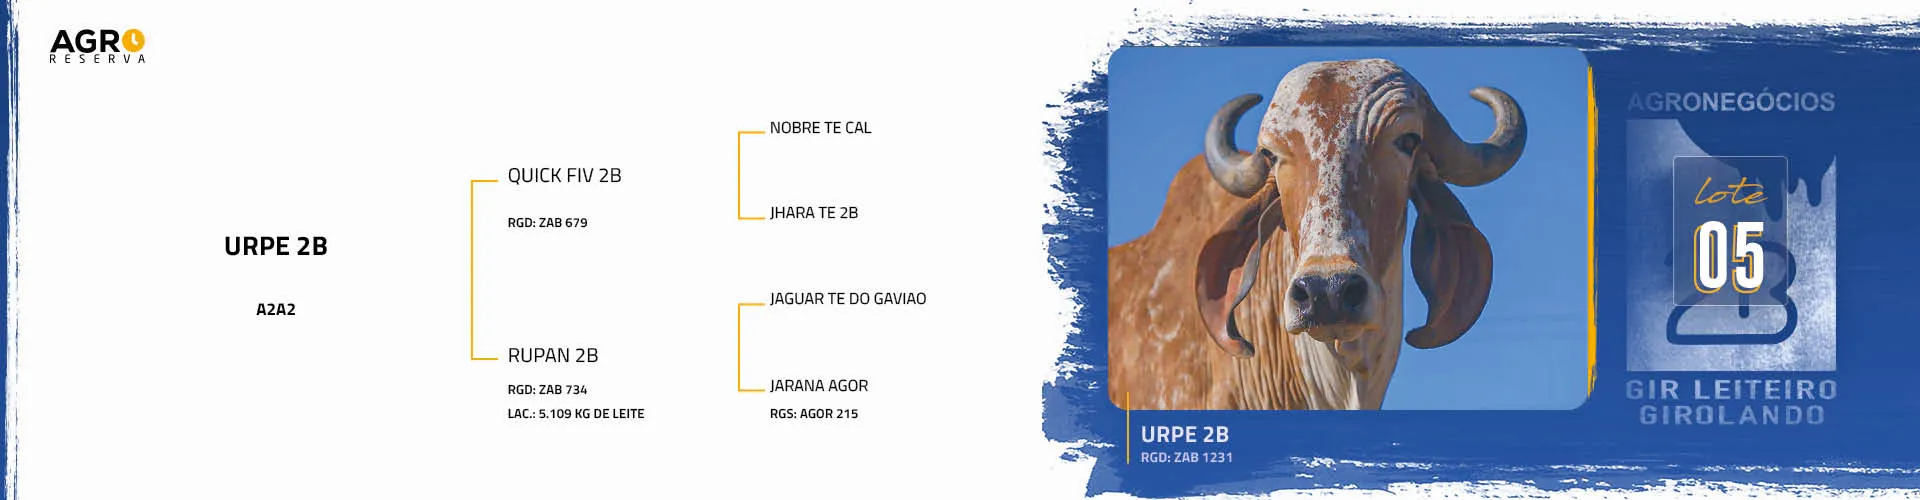 AGRO
RESERVA
URPE 2B
A2A2
QUICK FIV 2B
RGD: ZAB 679
RUPAN 2B
RGD: ZAB 734
LAC.: 5.109 KG DE LEITE
NOBRE TE CAL
JHARA TE 2B
JAGUAR TE DO GAVIAO
JARANA AGOR
RGS: AGOR 215
URPE 2B
RGD: ZAB 1231
AGRONEGÓCIOS
lote
05
2B
GIR LEITEIRO
GIROLANDO